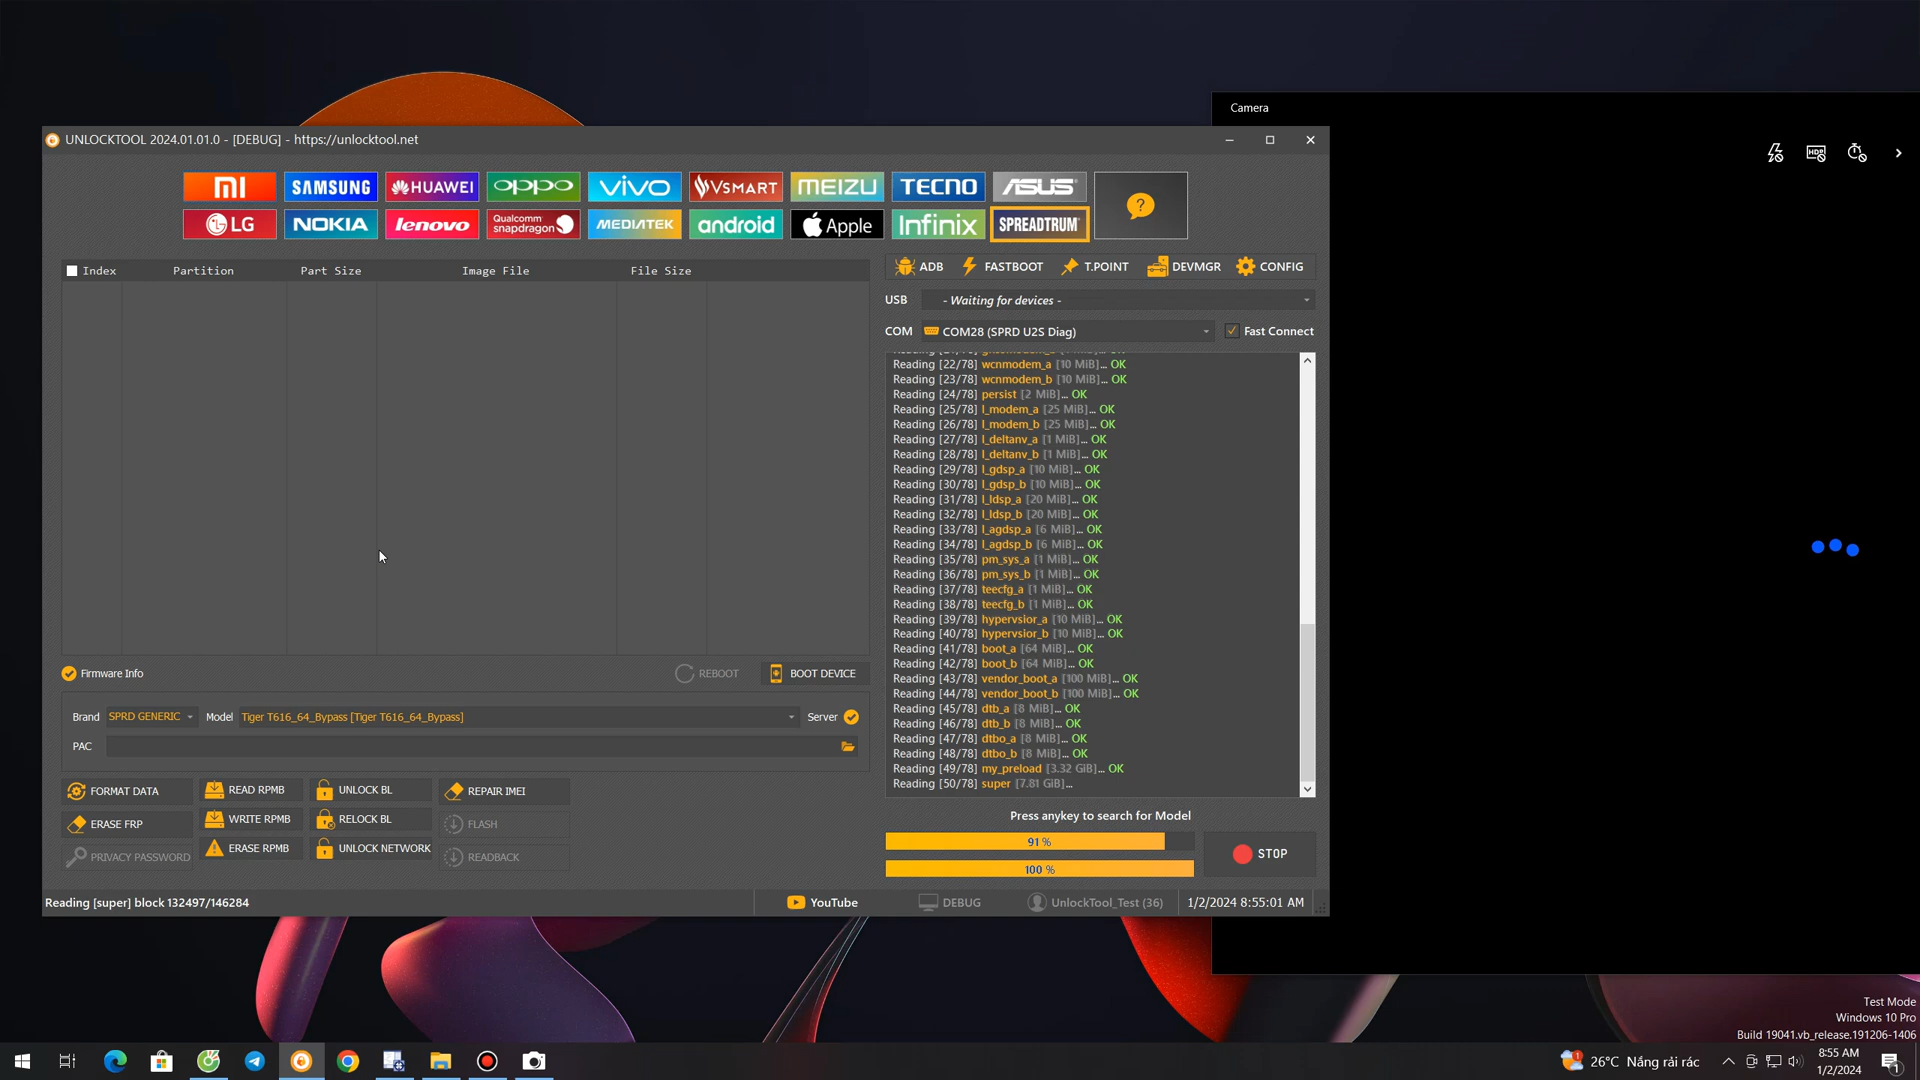 Camera
UNLOCKTOOL 2024.01.01.0 - [DEBUG] - https://unlocktool.net
mi SAMSUNG HUAWEI oppo vivo VSMART MEIZU TECNO ASUS ?
LG NOKIA lenovo Qualcomm snapdragon MEDIATEK android Apple Infinix SPREADTRUM
HDR
Index Partition Part Size Image File File Size
ADB FASTBOOT T.POINT DEVMGR CONFIG
USB - Waiting for devices -
COM COM28 (SPRD U2S Diag) Fast Connect
Reading [22/78] wcnmodem_a [10 MiB]... OK
Reading [23/78] wcnmodem_b [10 MiB]... OK
Reading [24/78] persist [2 MiB]... OK
Reading [25/78] l_modem_a [25 MiB]... OK
Reading [26/78] l_modem_b [25 MiB]... OK
Reading [27/78] l_deltanv_a [1 MiB]... OK
Reading [28/78] l_deltanv_b [1 MiB]... OK
Reading [29/78] l_gdsp_a [10 MiB]... OK
Reading [30/78] l_gdsp_b [10 MiB]... OK
Reading [31/78] l_ldsp_a [20 MiB]... OK
Reading [32/78] l_ldsp_b [20 MiB]... OK
Reading [33/78] l_agdsp_a [6 MiB]... OK
Reading [34/78] l_agdsp_b [6 MiB]... OK
Reading [35/78] pm_sys_a [1 MiB]... OK
Reading [36/78] pm_sys_b [1 MiB]... OK
Reading [37/78] teecfg_a [1 MiB]... OK
Reading [38/78] teecfg_b [1 MiB]... OK
Reading [39/78] hypervsior_a [10 MiB]... OK
Reading [40/78] hypervsior_b [10 MiB]... OK
Reading [41/78] boot_a [64 MiB]... OK
Reading [42/78] boot_b [64 MiB]... OK
Reading [43/78] vendor_boot_a [100 MiB]... OK
Reading [44/78] vendor_boot_b [100 MiB]... OK
Reading [45/78] dtb_a [8 MiB]... OK
Reading [46/78] dtb_b [8 MiB]... OK
Reading [47/78] dtbo_a [8 MiB]... OK
Reading [48/78] dtbo_b [8 MiB]... OK
Reading [49/78] my_preload [3.32 GiB]... OK
Reading [50/78] super [7.81 GiB]...
Firmware Info REBOOT BOOT DEVICE
Brand SPRD GENERIC Model Tiger T616_64_Bypass [Tiger T616_64_Bypass] Server
PAC
FORMAT DATA READ RPMB UNLOCK BL REPAIR IMEI
ERASE FRP WRITE RPMB RELOCK BL FLASH
PRIVACY PASSWORD ERASE RPMB UNLOCK NETWORK READBACK
Press anykey to search for Model
91 %
100 %
STOP
Reading [super] block 132497/146284
YouTube DEBUG UnlockTool_Test (36) 1/2/2024 8:55:01 AM
Test Mode
Windows 10 Pro
Build 19041.vb_release.191206-1406
1 26°C Nắng rải rác 8:55 AM
1/2/2024
1